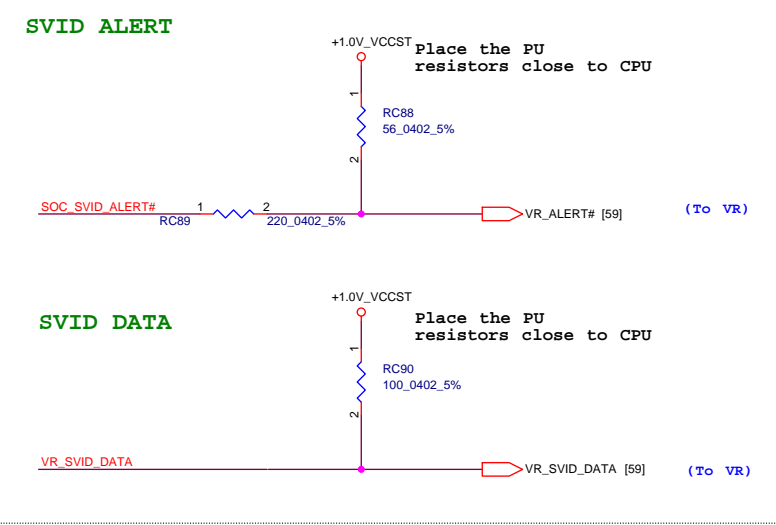 SVID ALERT
+1.0V_VCCST
Place the PU
resistors close to CPU
1
RC88
56_0402_5%
2
SOC_SVID_ALERT#
1
2
RC89
220_0402_5%
VR_ALERT# [59]
(To VR)
+1.0V_VCCST
SVID DATA
Place the PU
resistors close to CPU
1
RC90
100_0402_5%
2
VR_SVID_DATA
VR_SVID_DATA [59]
(To VR)